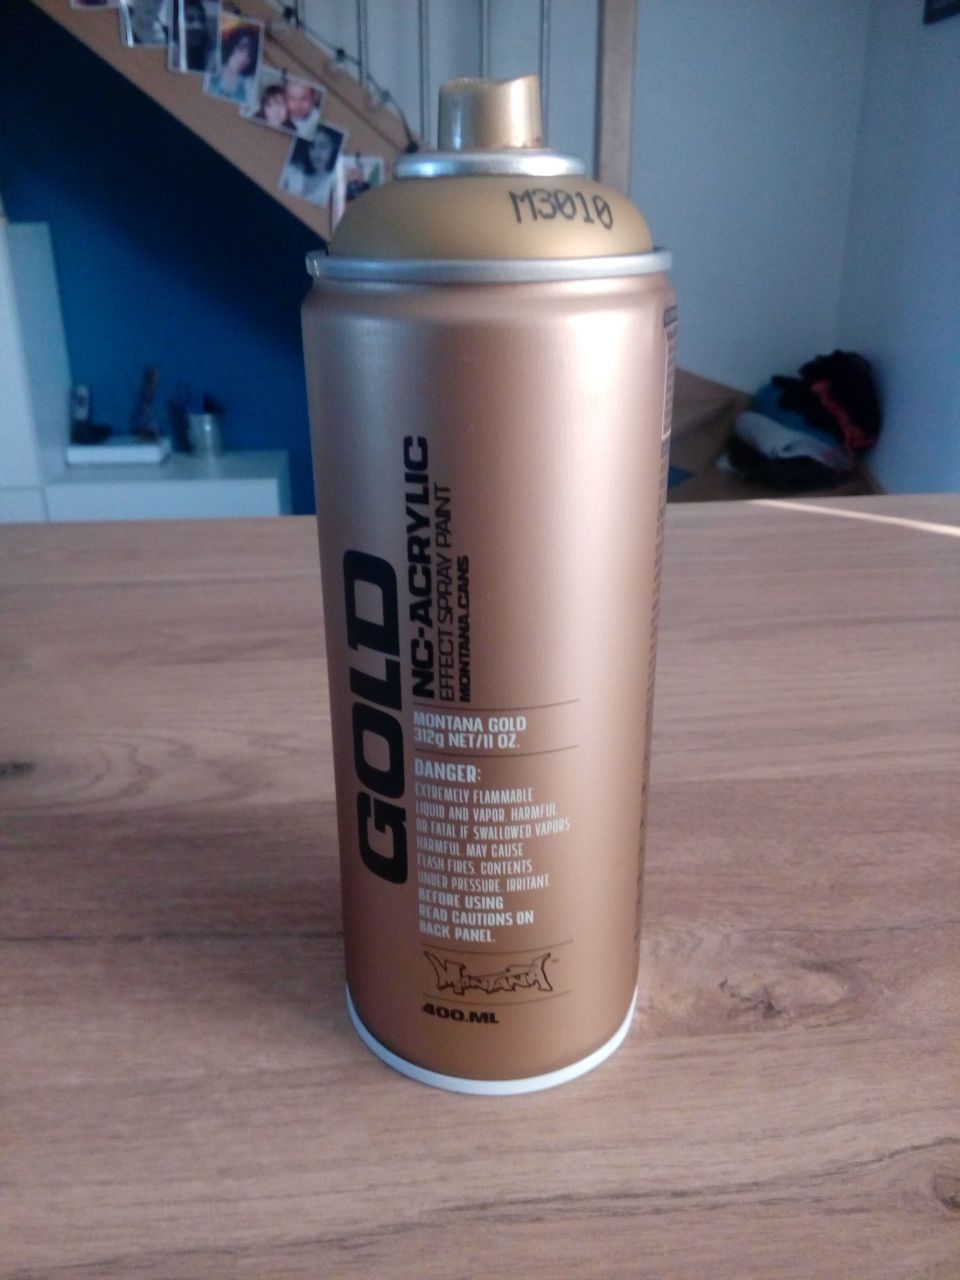 M3010
GOLD
NC-ACRYLIC
EFFECT SPRAY PAINT
MONTANA.CANS
MONTANA GOLD
312g NET/11 OZ.
DANGER:
EXTREMELY FLAMMABLE
LIQUID AND VAPOR. HARMFUL
OR FATAL IF SWALLOWED. VAPORS
HARMFUL. MAY CAUSE
FLASH FIRES. CONTENTS
UNDER PRESSURE. IRRITANT.
BEFORE USING
READ CAUTIONS ON
BACK PANEL.
MONTANA
400.ML